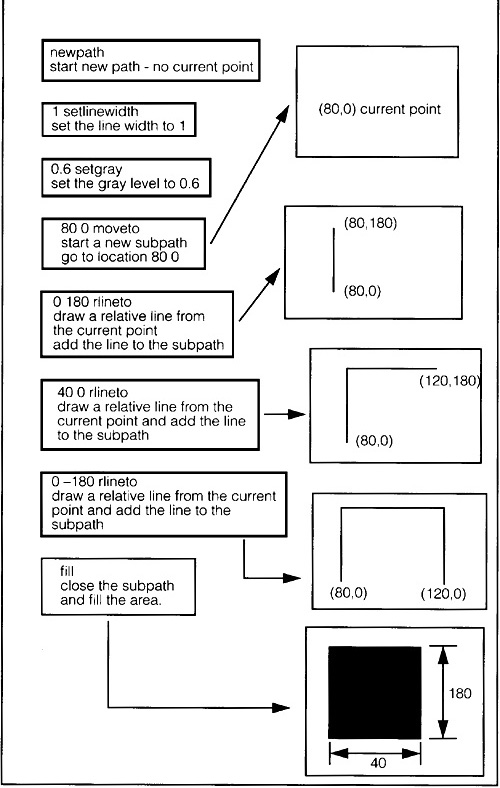 newpath
start new path - no current point
(80,0) current point
1 setlinewidth
set the line width to 1
0.6 setgray
set the gray level to 0.6
80 0 moveto
start a new subpath
go to location 80 0
(80,180)
(80,0)
0 180 rlineto
draw a relative line from
the current point
add the line to the subpath
(120,180)
(80,0)
40 0 rlineto
draw a relative line from the
current point and add the line
to the subpath
0 –180 rlineto
draw a relative line from the current
point and add the line to the
subpath
(80,0)
(120,0)
fill
close the subpath
and fill the area.
180
40